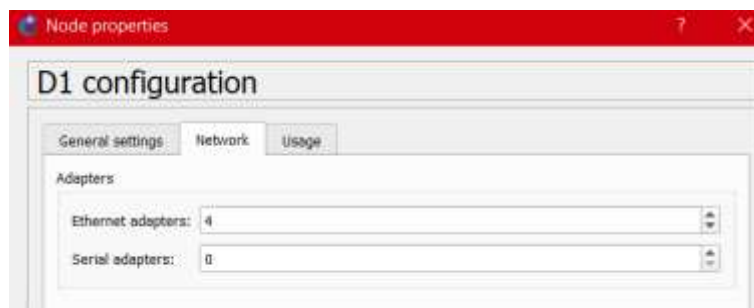 Node properties ? ×
D1 configuration
General settings Network Usage
Adapters
Ethernet adapters: 4
Serial adapters: 0